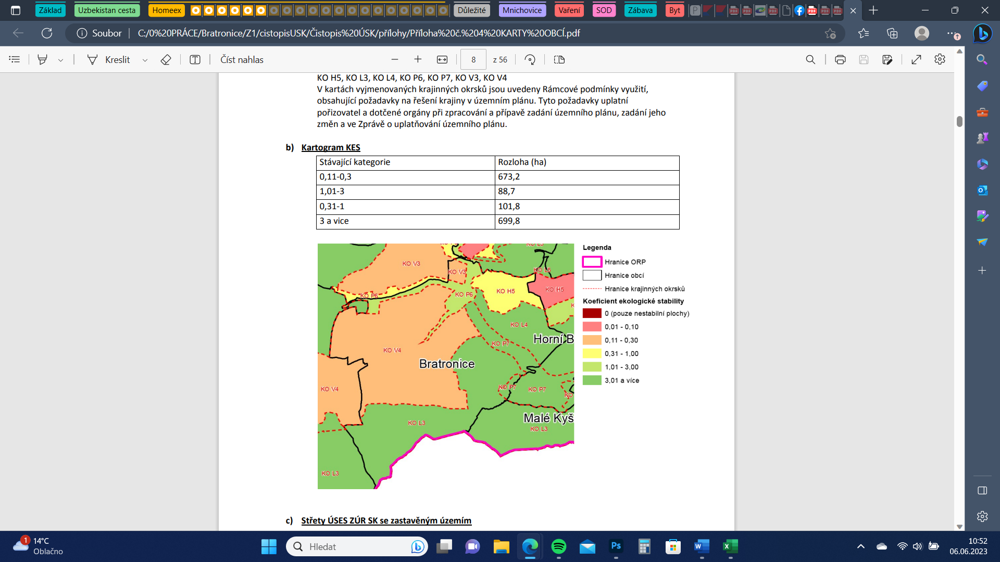 Základ
Uzbekistan cesta
Homeex
Důležité
Mnichovice
Vaření
SOD
Zábava
Byt
Soubor
C:/0%20PRÁCE/Bratronice/Z1/cistopisUSK/Čistopis%20ÚSK/přílohy/Příloha%20č.%204%20KARTY%20OBCÍ.pdf
Kreslit
Číst nahlas
8
z 56
KO H5, KO L3, KO L4, KO P6, KO P7, KO V3, KO V4
V kartách vyjmenovaných krajinných okrsků jsou uvedeny Rámcové podmínky využití,
obsahující požadavky na řešení krajiny v územním plánu. Tyto požadavky uplatní
pořizovatel a dotčené orgány při zpracování a přípavě zadání územního plánu, zadání jeho
změn a ve Zprávě o uplatňování územního plánu.
b) Kartogram KES
Stávající kategorie Rozloha (ha)
0,11-0,3 673,2
1,01-3 88,7
0,31-1 101,8
3 a vice 699,8
KO V3
KO V3
KO L5
KO P6
KO P6
KO H5
KO H5
KO L4
Horní B
KO P7
KO V4
Bratronice
KO V4
KO P7
KO P7
KO
Malé Kyš
KO L3
KO L3
KO L3
Legenda
Hranice ORP
Hranice obcí
Hranice krajinných okrsků
Koeficient ekologické stability
0 (pouze nestabilní plochy)
0,01 - 0,10
0,11 - 0,30
0,31 - 1,00
1,01 - 3,00
3,01 a více
c) Střety ÚSES ZÚR SK se zastavěným územím
1
14°C
Oblačno
Hledat
10:52
06.06.2023